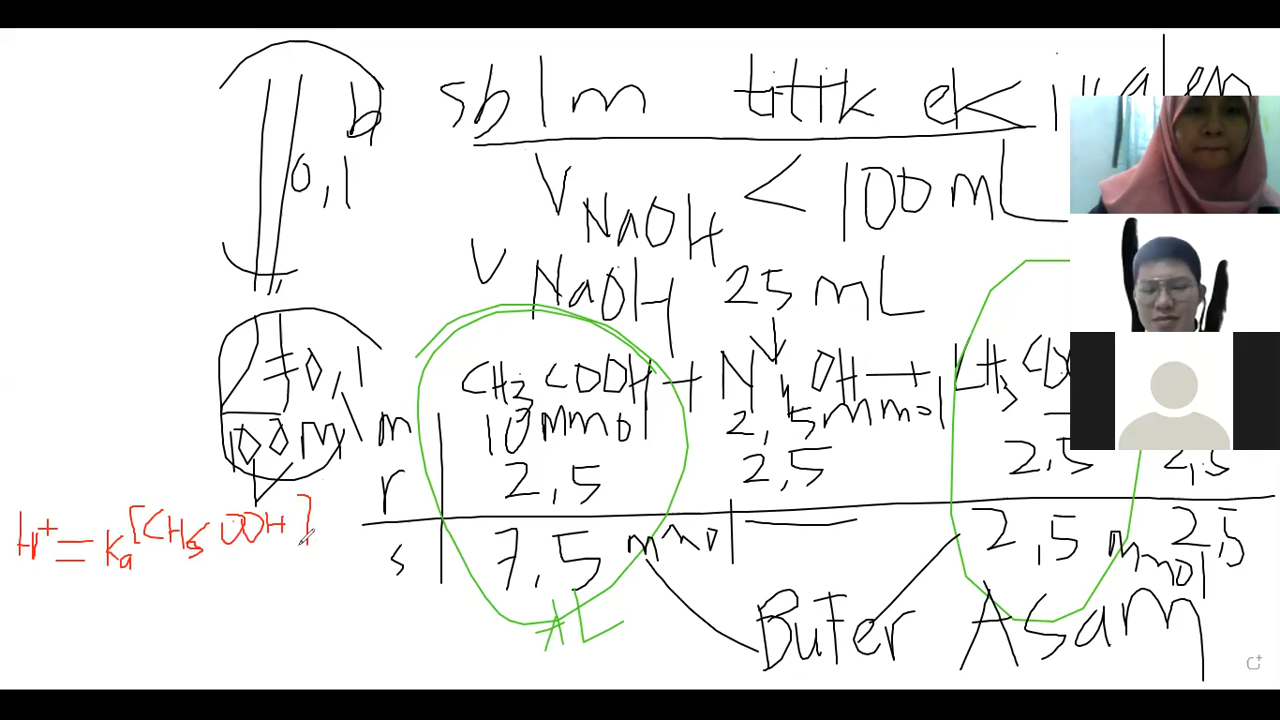 sblm titik ekivalen
0,1
V NaOH < 100 mL
V NaOH 25 mL
CH3COOH + N OH → CH3CO
m 10 mmol 2,5 mmol
r 2,5 2,5 2,5 2,5
s 7,5 mmol 2,5 mmol 2,5
= 0,1
100 ml
H+ = Ka [CH3COOH]
AL
Bufer Asam